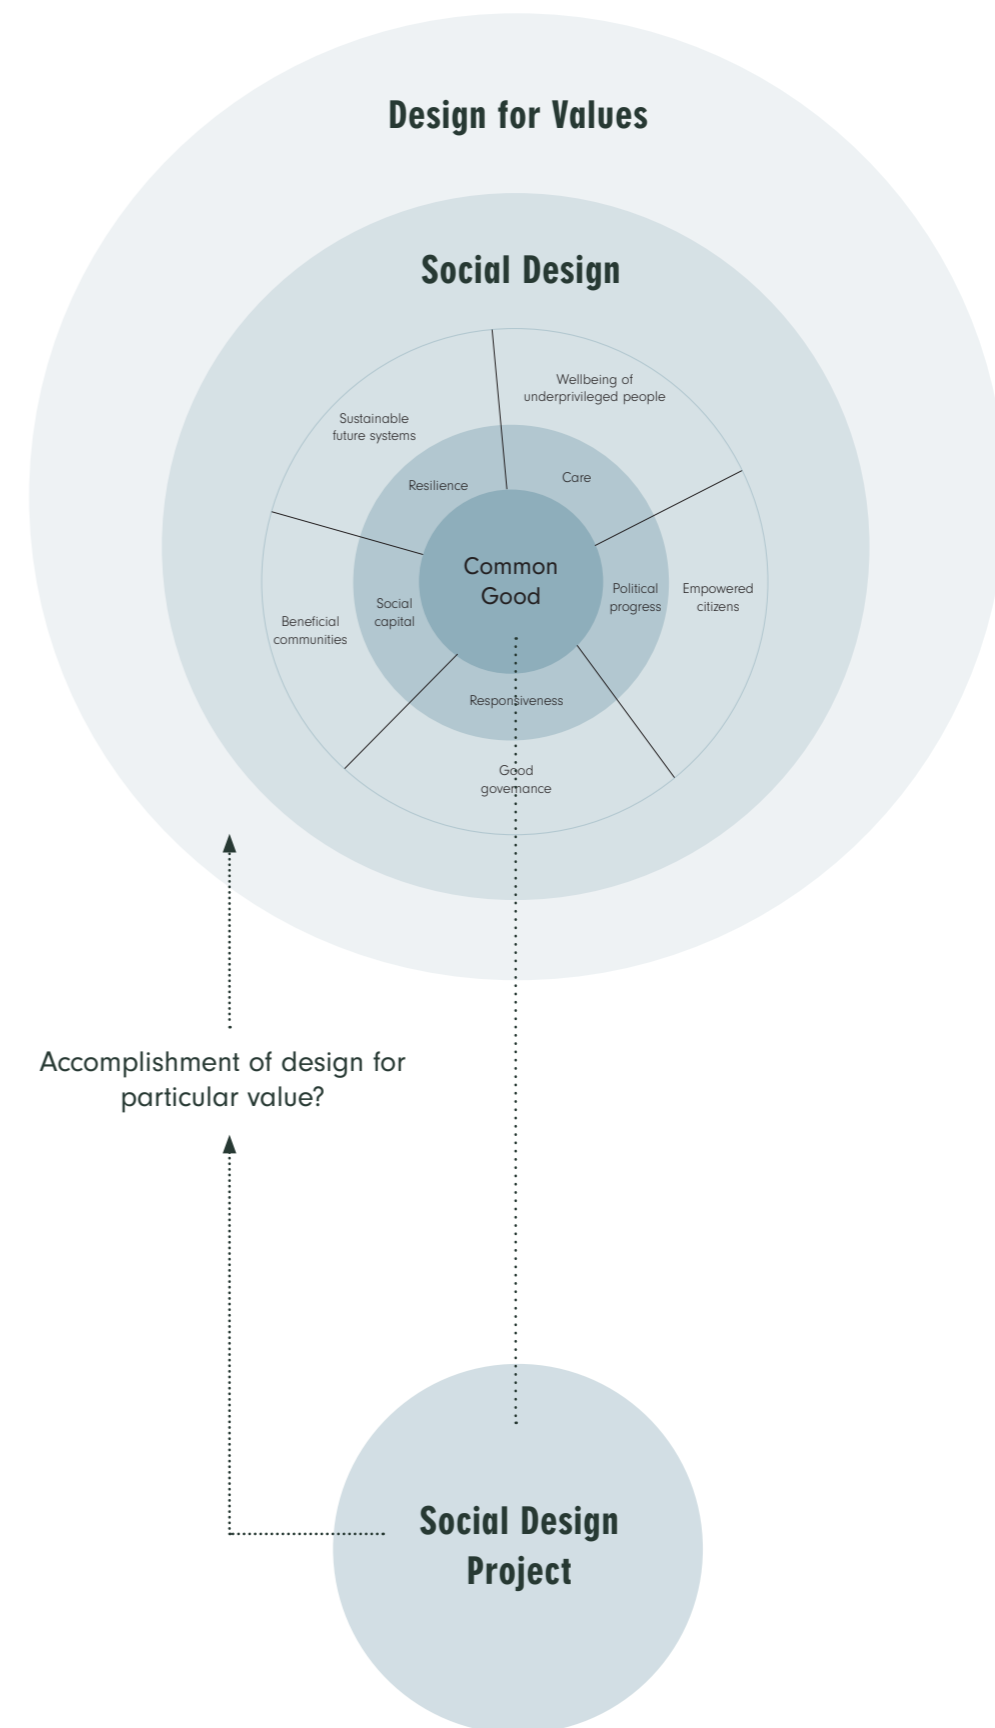 Design for Values
Social Design
Wellbeing of
underprivileged people
Sustainable
future systems
Resilience
Care
Common
Good
Political
progress
Empowered
citizens
Social
capital
Beneficial
communities
Responsiveness
Good
governance
Accomplishment of design for
particular value?
Social Design
Project